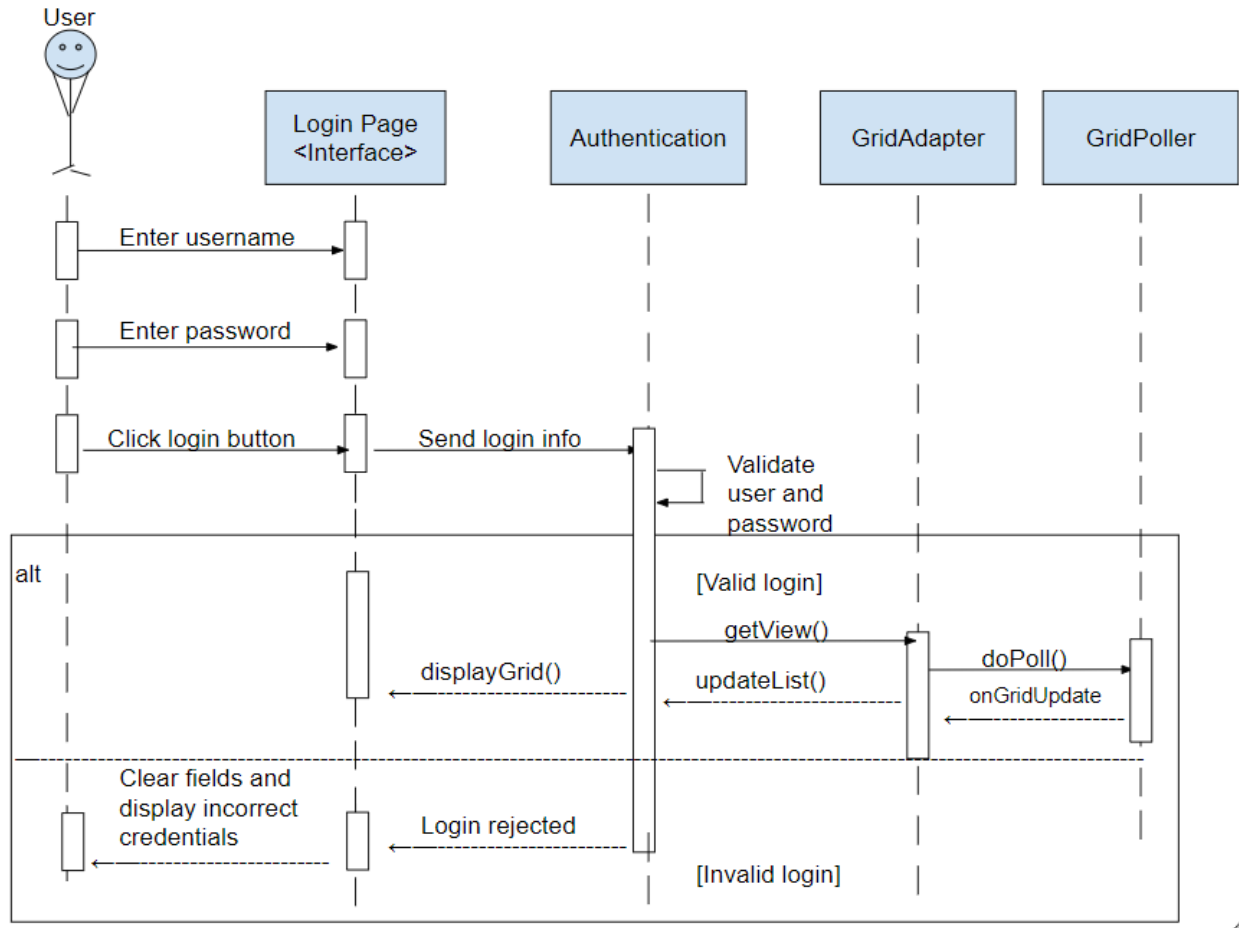 User
Login Page
<Interface>
Authentication
GridAdapter
GridPoller
Enter username
Enter password
Click login button
Send login info
Validate
user and
password
alt
[Valid login]
getView()
doPoll()
displayGrid()
updateList()
onGridUpdate
Clear fields and
display incorrect
credentials
Login rejected
[Invalid login]